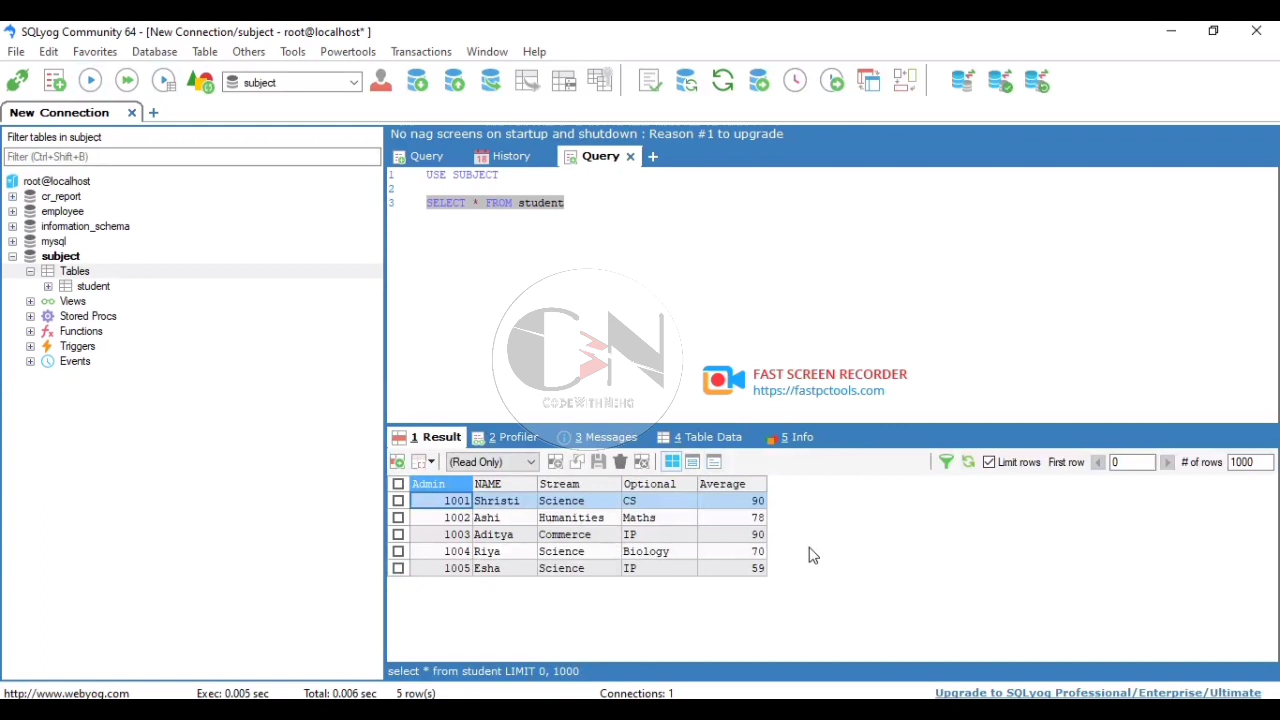 SQLyog Community 64 - [New Connection/subject - root@localhost* ]
File Edit Favorites Database Table Others Tools Powertools Transactions Window Help
subject
New Connection
Filter tables in subject
Filter (Ctrl+Shift+B)
root@localhost
cr_report
employee
information_schema
mysql
subject
Tables
student
Views
Stored Procs
Functions
Triggers
Events
No nag screens on startup and shutdown : Reason #1 to upgrade
Query History Query
1 USE SUBJECT
2
3 SELECT * FROM student
CODEWITHNING
FAST SCREEN RECORDER
https://fastpctools.com
1 Result 2 Profiler 3 Messages 4 Table Data 5 Info
(Read Only) Limit rows First row 0 # of rows 1000
Admin NAME Stream Optional Average
1001 Shristi Science CS 90
1002 Ashi Humanities Maths 78
1003 Aditya Commerce IP 90
1004 Riya Science Biology 70
1005 Esha Science IP 59
select * from student LIMIT 0, 1000
http://www.webyog.com Exec: 0.005 sec Total: 0.006 sec 5 row(s) Connections: 1 Upgrade to SQLyog Professional/Enterprise/Ultimate